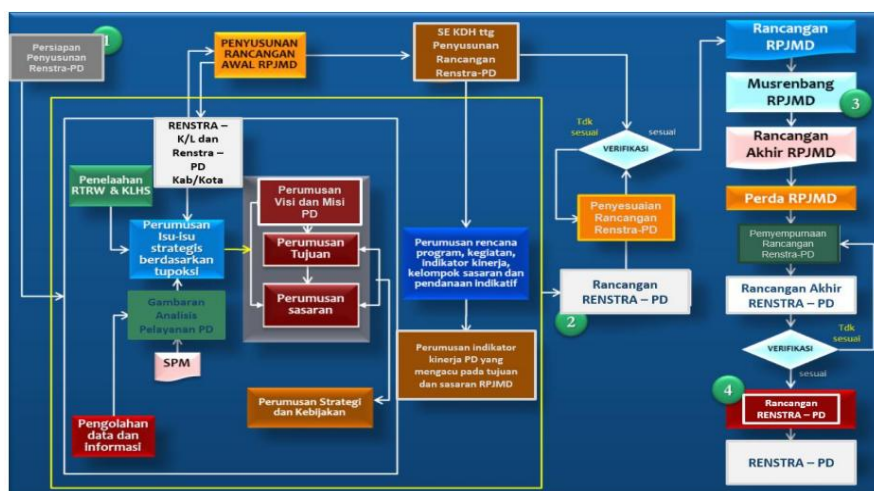 1
Persiapan
Penyusunan
Renstra-PD
PENYUSUNAN
RANCANGAN
AWAL RPJMD
SE KDH ttg
Penyusunan
Rancangan
Renstra-PD
RENSTRA –
K/L dan
Renstra –
PD
Kab/Kota
Penelaahan
RTRW & KLHS
Perumusan
Isu-isu
strategis
berdasarkan
tupoksi
Gambaran
Analisis
Pelayanan PD
SPM
Pengolahan
data dan
informasi
Perumusan
Visi dan Misi
PD
Perumusan
Tujuan
Perumusan
sasaran
Perumusan Strategi
dan Kebijakan
Perumusan rencana
program, kegiatan,
indikator kinerja,
kelompok sasaran dan
pendanaan indikatif
Perumusan indikator
kinerja PD yang
mengacu pada tujuan
dan sasaran RPJMD
Tdk
sesuai
sesuai
VERIFIKASI
Penyesuaian
Rancangan
Renstra-PD
Rancangan
RENSTRA – PD
2
Rancangan
RPJMD
Musrenbang
RPJMD
3
Rancangan
Akhir RPJMD
Perda RPJMD
Pemyempumaan
Rancangan
Renstra-PD
Rancangan Akhir
RENSTRA – PD
Tdk
sesuai
VERIFIKASI
sesuai
4
Rancangan
RENSTRA – PD
RENSTRA – PD